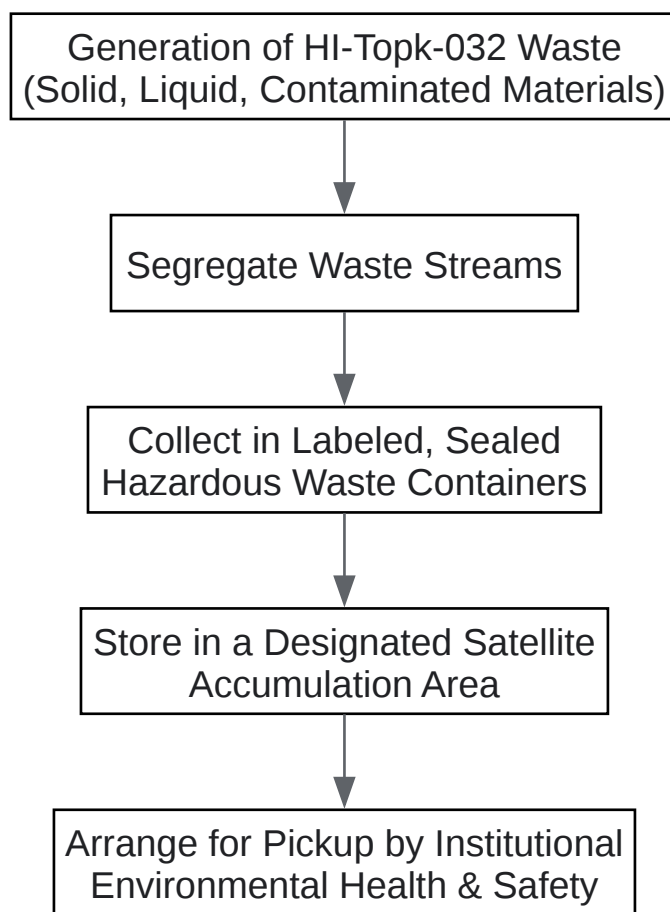 Generation of HI-Topk-032 Waste
(Solid, Liquid, Contaminated Materials)
Segregate Waste Streams
Collect in Labeled, Sealed
Hazardous Waste Containers
Store in a Designated Satellite
Accumulation Area
Arrange for Pickup by Institutional
Environmental Health & Safety